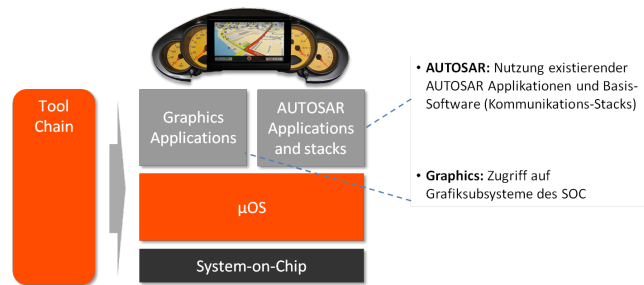 Tool
Chain
Graphics
Applications
AUTOSAR
Applications
and stacks
µOS
System-on-Chip
• AUTOSAR: Nutzung existierender
AUTOSAR Applikationen und Basis-
Software (Kommunikations-Stacks)
• Graphics: Zugriff auf
Grafiksubsysteme des SOC